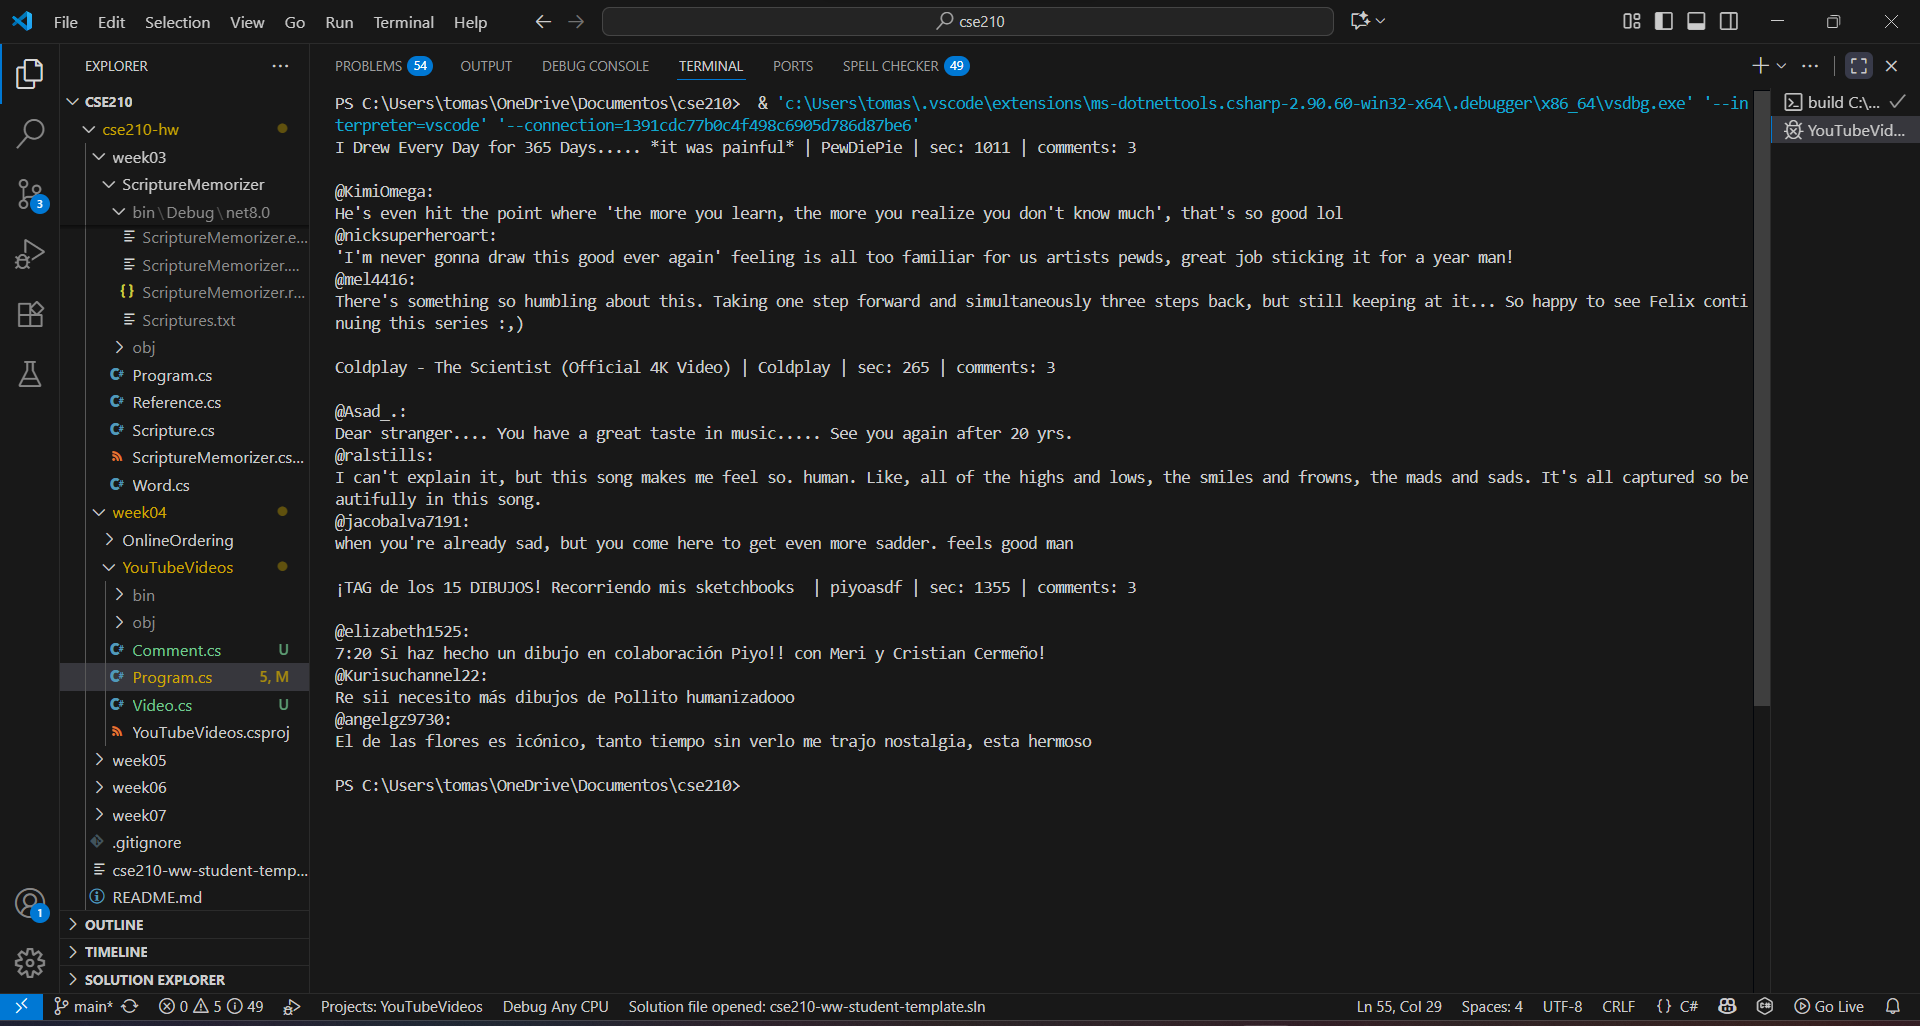 File Edit Selection View Go Run Terminal Help cse210
EXPLORER
CSE210
cse210-hw
week03
ScriptureMemorizer
bin\Debug\net8.0
ScriptureMemorizer.e...
ScriptureMemorizer....
{} ScriptureMemorizer.r...
Scriptures.txt
obj
C# Program.cs
C# Reference.cs
C# Scripture.cs
ScriptureMemorizer.cs...
C# Word.cs
week04
OnlineOrdering
YouTubeVideos
bin
obj
C# Comment.cs U
C# Program.cs 5, M
C# Video.cs U
YouTubeVideos.csproj
week05
week06
week07
.gitignore
cse210-ww-student-temp...
README.md
OUTLINE
TIMELINE
SOLUTION EXPLORER
3
1
PROBLEMS 54 OUTPUT DEBUG CONSOLE TERMINAL PORTS SPELL CHECKER 49
PS C:\Users\tomas\OneDrive\Documentos\cse210>  & 'c:\Users\tomas\.vscode\extensions\ms-dotnettools.csharp-2.90.60-win32-x64\.debugger\x86_64\vsdbg.exe' '--in
terpreter=vscode' '--connection=1391cdc77b0c4f498c6905d786d87be6'
I Drew Every Day for 365 Days..... *it was painful* | PewDiePie | sec: 1011 | comments: 3
@KimiOmega:
He's even hit the point where 'the more you learn, the more you realize you don't know much', that's so good lol
@nicksuperheroart:
'I'm never gonna draw this good ever again' feeling is all too familiar for us artists pewds, great job sticking it for a year man!
@mel4416:
There's something so humbling about this. Taking one step forward and simultaneously three steps back, but still keeping at it... So happy to see Felix conti
nuing this series :,)
Coldplay - The Scientist (Official 4K Video) | Coldplay | sec: 265 | comments: 3
@Asad_.:
Dear stranger.... You have a great taste in music..... See you again after 20 yrs.
@ralstills:
I can't explain it, but this song makes me feel so. human. Like, all of the highs and lows, the smiles and frowns, the mads and sads. It's all captured so be
autifully in this song.
@jacobalva7191:
when you're already sad, but you come here to get even more sadder. feels good man
¡TAG de los 15 DIBUJOS! Recorriendo mis sketchbooks  | piyoasdf | sec: 1355 | comments: 3
@elizabeth1525:
7:20 Si haz hecho un dibujo en colaboración Piyo!! con Meri y Cristian Cermeño!
@Kurisuchannel22:
Re sii necesito más dibujos de Pollito humanizadooo
@angelgz9730:
El de las flores es icónico, tanto tiempo sin verlo me trajo nostalgia, esta hermoso
PS C:\Users\tomas\OneDrive\Documentos\cse210>
build C:\...
YouTubeVid...
main* 0 5 49 Projects: YouTubeVideos Debug Any CPU Solution file opened: cse210-ww-student-template.sln Ln 55, Col 29 Spaces: 4 UTF-8 CRLF {} C# Go Live